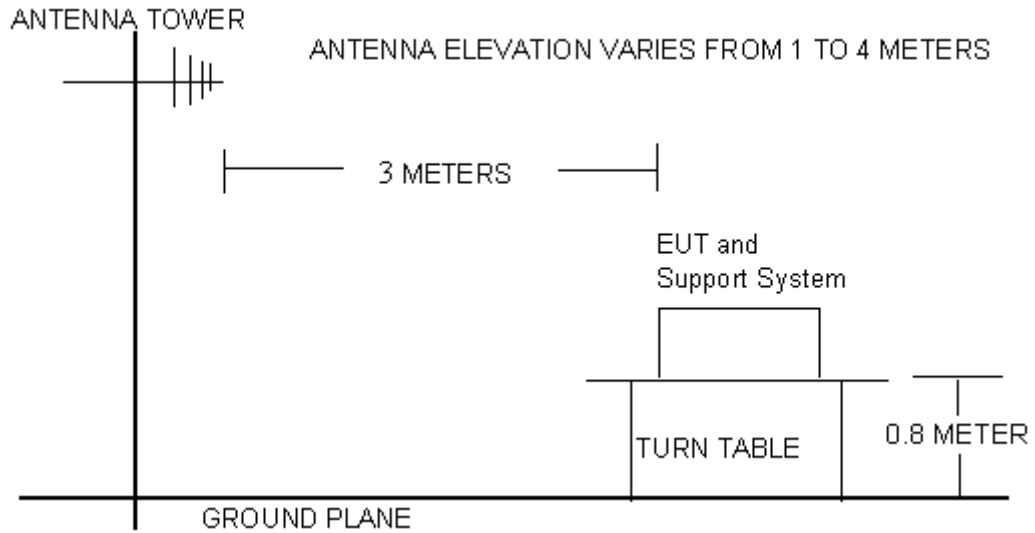 ANTENNA TOWER
ANTENNA ELEVATION VARIES FROM 1 TO 4 METERS
3 METERS
EUT and
Support System
TURN TABLE
0.8 METER
GROUND PLANE